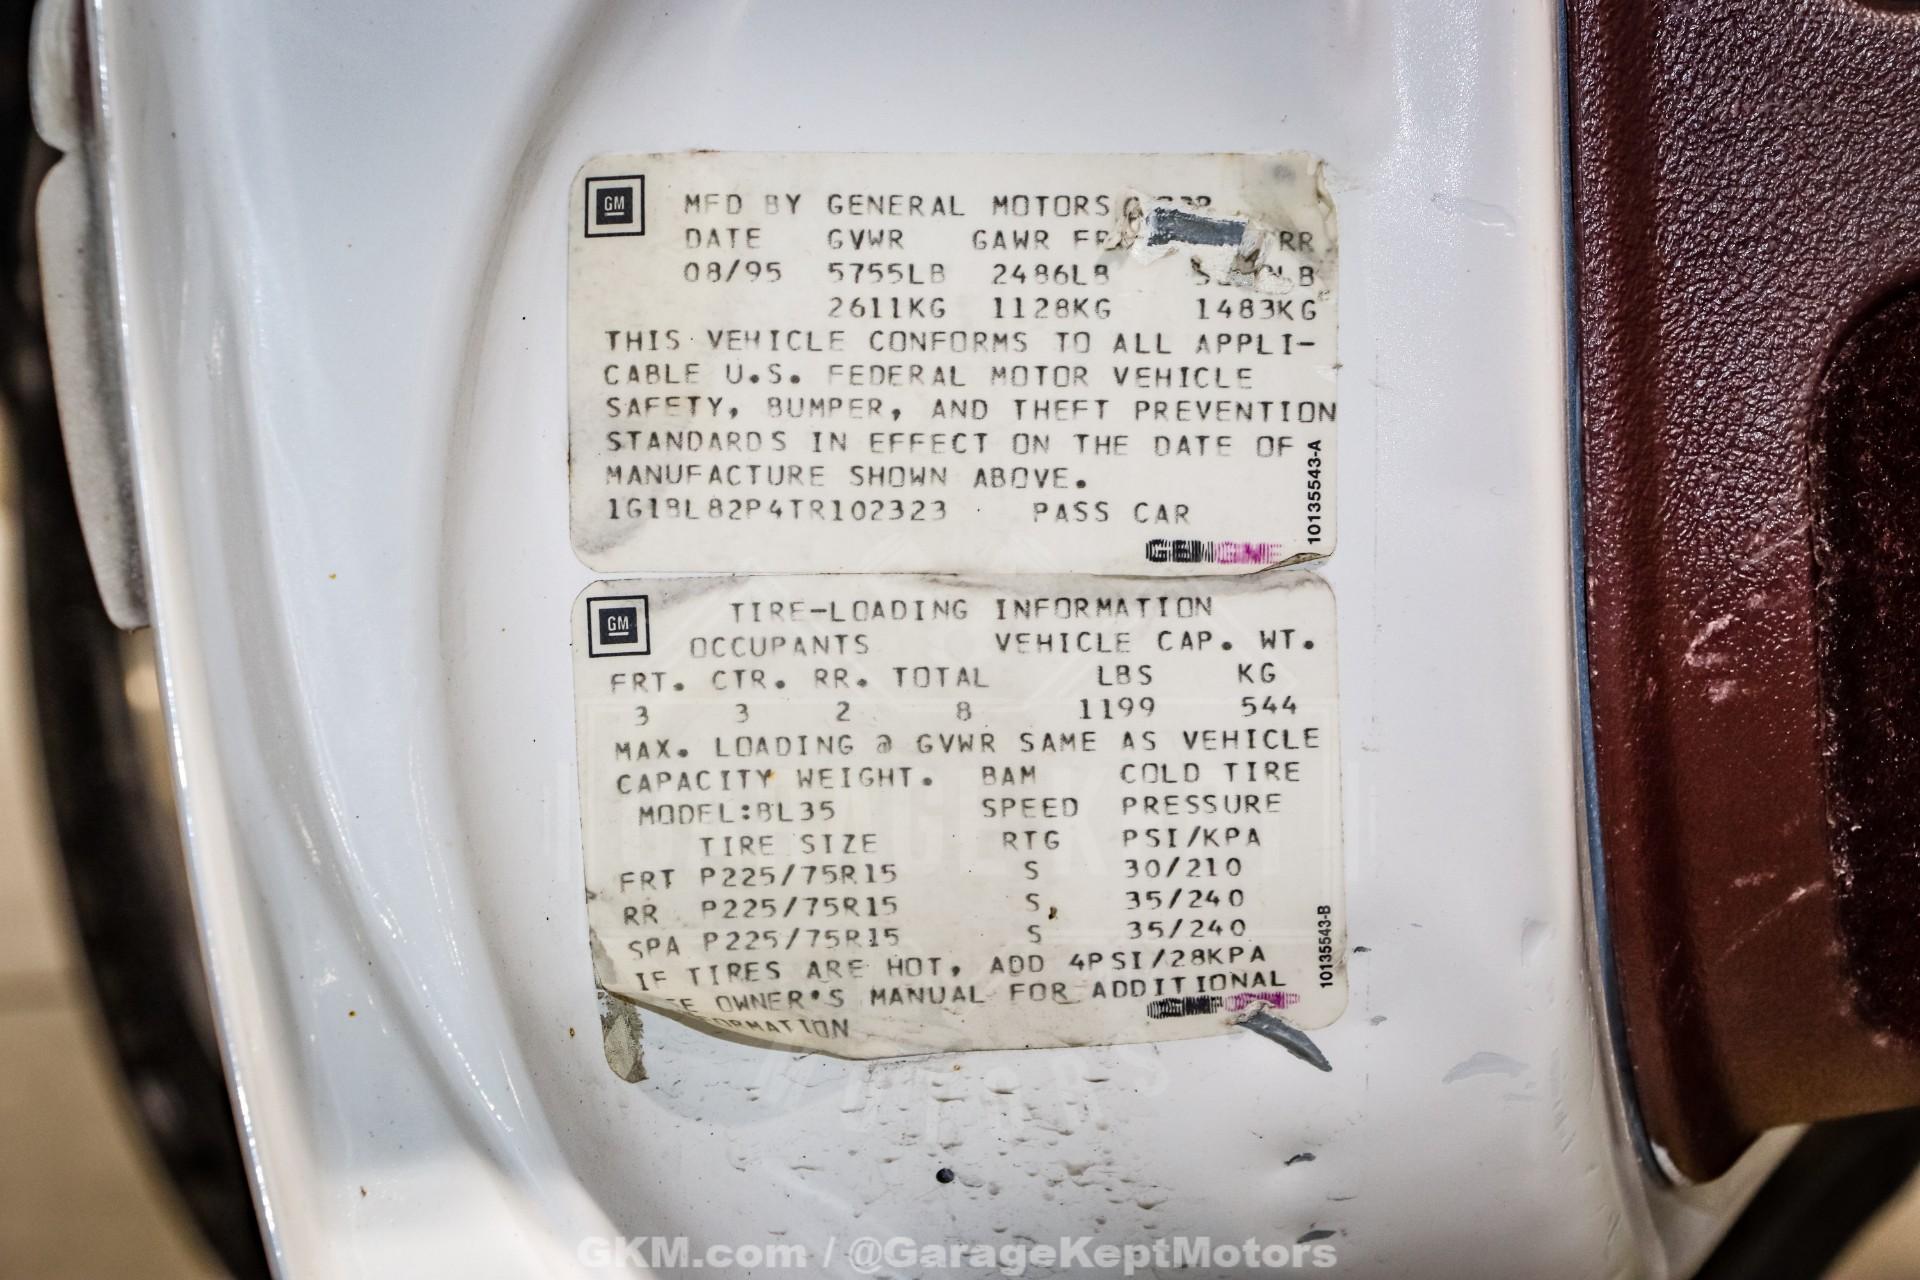 GM
MFD BY GENERAL MOTORS
DATE GVWR GAWR RR
08/95 5755LB 2486LB
2611KG 1128KG 1483KG
THIS VEHICLE CONFORMS TO ALL APPLI-
CABLE U.S. FEDERAL MOTOR VEHICLE
SAFETY, BUMPER, AND THEFT PREVENTION
STANDARDS IN EFFECT ON THE DATE OF
MANUFACTURE SHOWN ABOVE.
1G1BL82P4TR102323 PASS CAR
10135543-A
GM
TIRE-LOADING INFORMATION
OCCUPANTS VEHICLE CAP. WT.
FRT. CTR. RR. TOTAL LBS KG
3 3 2 8 1199 544
MAX. LOADING @ GVWR SAME AS VEHICLE
CAPACITY WEIGHT. BAM COLD TIRE
MODEL:BL35 SPEED PRESSURE
TIRE SIZE RTG PSI/KPA
FRT P225/75R15 S 30/210
RR P225/75R15 S 35/240
SPA P225/75R15 S 35/240
IF TIRES ARE HOT, ADD 4PSI/28KPA
OWNER'S MANUAL FOR ADDITIONAL
10135543-B
GKM.com / @GarageKeptMotors